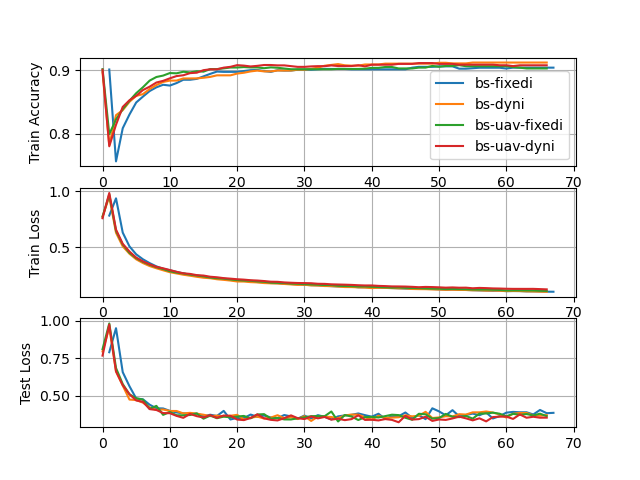 Train Accuracy
0.9
0.8
bs-fixedi
bs-dyni
bs-uav-fixedi
bs-uav-dyni
0 10 20 30 40 50 60 70
Train Loss
1.0
0.5
0 10 20 30 40 50 60 70
Test Loss
1.00
0.75
0.50
0 10 20 30 40 50 60 70